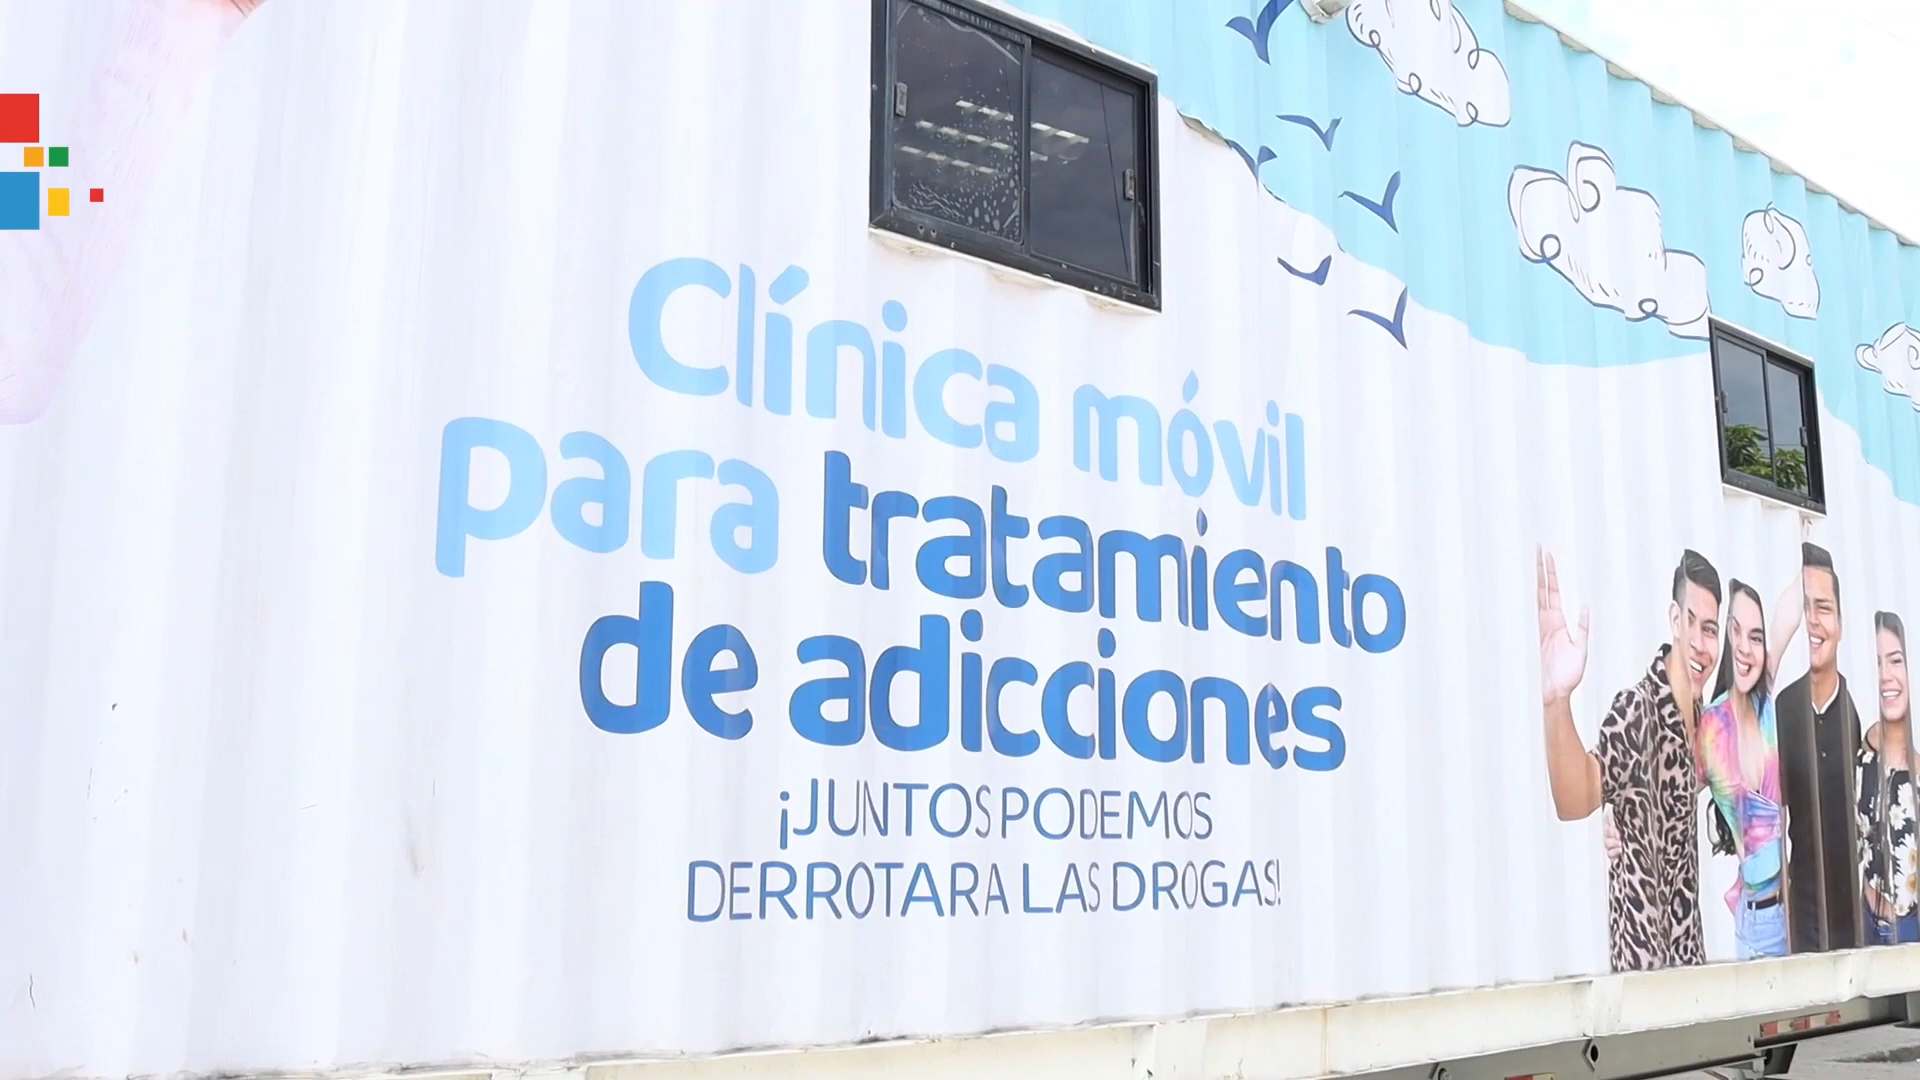 Clínica móvil
para tratamiento
de adicciones
¡JUNTOS PODEMOS
DERROTAR A LAS DROGAS!